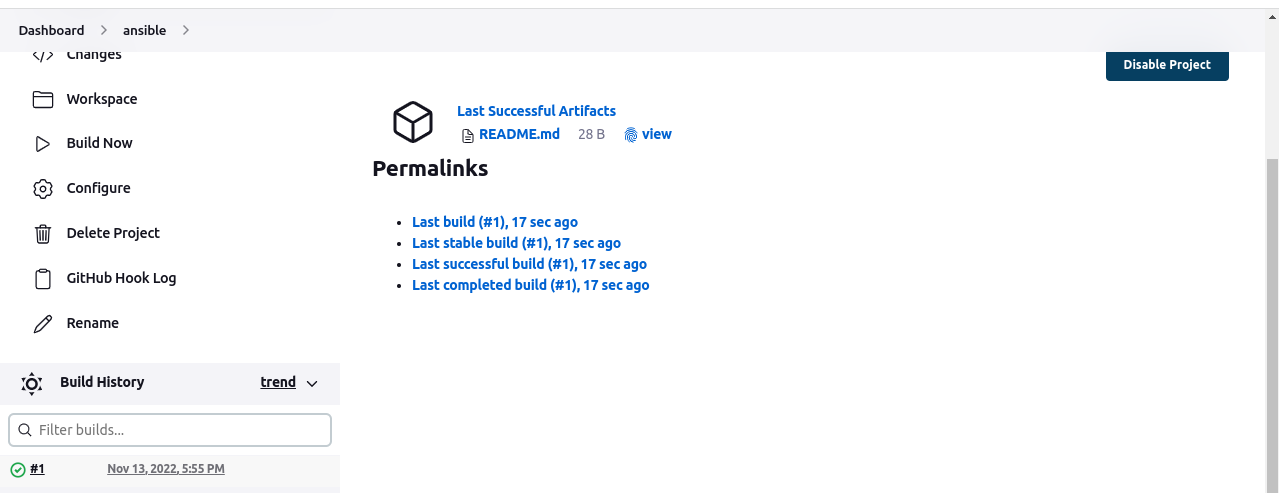 Dashboard ansible
Changes
Disable Project
Workspace
Build Now
Configure
Delete Project
GitHub Hook Log
Rename
Last Successful Artifacts
README.md 28 B view
Permalinks
Last build (#1), 17 sec ago
Last stable build (#1), 17 sec ago
Last successful build (#1), 17 sec ago
Last completed build (#1), 17 sec ago
Build History trend
Filter builds...
#1 Nov 13, 2022, 5:55 PM